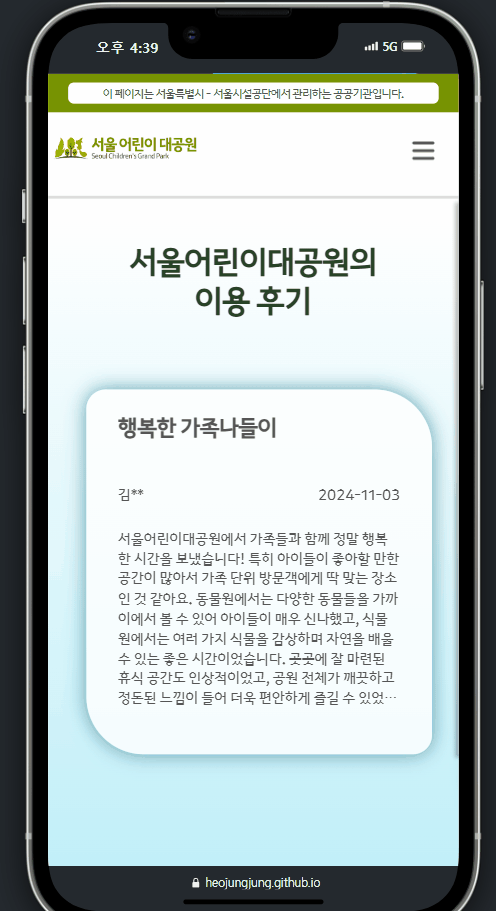 오후 4:39
5G
이 페이지는 서울특별시 - 서울시설공단에서 관리하는 공공기관입니다.
서울 어린이 대공원
Seoul Children's Grand Park
서울어린이대공원의
이용 후기
행복한 가족나들이
김** 2024-11-03
서울어린이대공원에서 가족들과 함께 정말 행복
한 시간을 보냈습니다! 특히 아이들이 좋아할 만한
공간이 많아서 가족 단위 방문객에게 딱 맞는 장소
인 것 같아요. 동물원에서는 다양한 동물들을 가까
이에서 볼 수 있어 아이들이 매우 신나했고, 식물
원에서는 여러 가지 식물을 감상하며 자연을 배울
수 있는 좋은 시간이었습니다. 곳곳에 잘 마련된
휴식 공간도 인상적이었고, 공원 전체가 깨끗하고
정돈된 느낌이 들어 더욱 편안하게 즐길 수 있었…
heojungjung.github.io